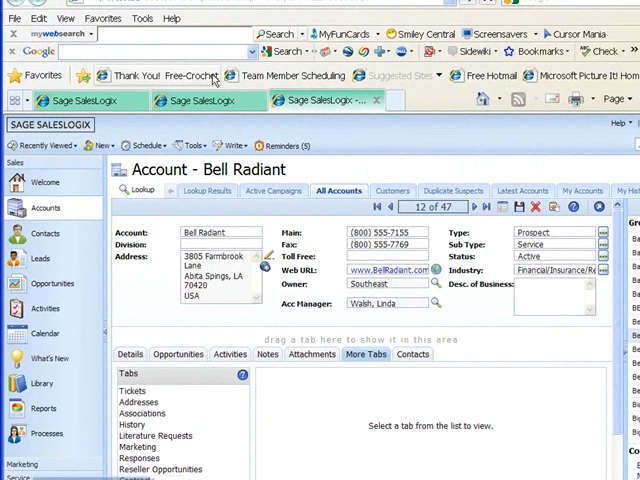 File Edit View Favorites Tools Help
mywebsearch Search MyFunCards Smiley Central Screensavers Cursor Mania
Google Search Sidewiki Bookmarks Check
Favorites Thank You! Free-Crochet Team Member Scheduling Suggested Sites Free Hotmail Microsoft Picture It! Hom
Sage SalesLogix Sage SalesLogix Sage SalesLogix -... Page
SAGE SALESLOGIX Help
Recently Viewed New Schedule Tools Write Reminders (5)
Sales
Welcome
Accounts
Contacts
Leads
Opportunities
Activities
Calendar
What's New
Library
Reports
Processes
Marketing
Service
Account - Bell Radiant
Lookup Lookup Results Active Campaigns All Accounts Customers Duplicate Suspects Latest Accounts My Accounts My Hist
12 of 47
Account: Bell Radiant Main: (800) 555-7155 Type: Prospect
Division: Fax: (800) 555-7769 Sub Type: Service
Address: 3805 Farmbrook Toll Free: Status: Active
Lane Web URL: www.BellRadiant.com Industry: Financial/Insurance/Re
Abita Spings, LA Owner: Southeast Desc. of Business:
70420
USA Acc Manager: Walsh, Linda
drag a tab here to show it in this area
Details Opportunities Activities Notes Attachments More Tabs Contacts
Tabs
Tickets
Addresses
Associations
History
Literature Requests
Marketing
Responses
Reseller Opportunities
Select a tab from the list to view.